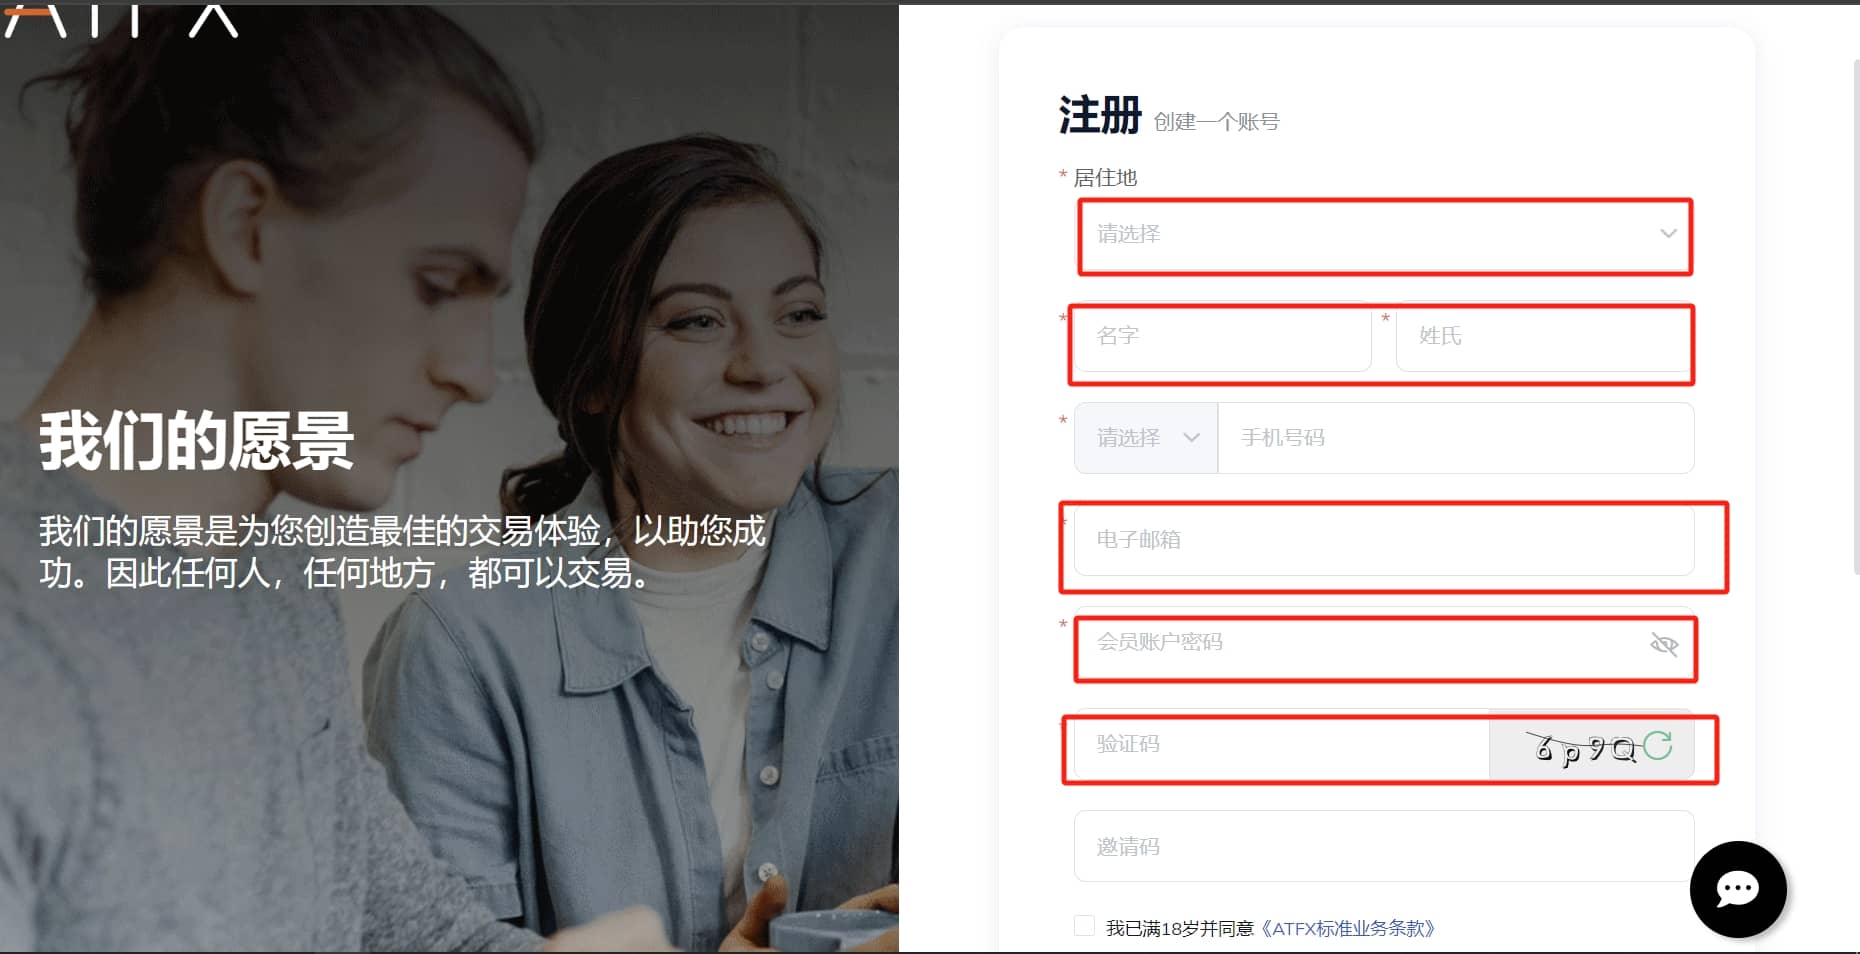 ATFX
我们的愿景
我们的愿景是为您创造最佳的交易体验，以助您成
功。因此任何人，任何地方，都可以交易。
注册 创建一个账号
* 居住地
请选择
* 名字 * 姓氏
* 请选择 手机号码
* 电子邮箱
* 会员账户密码
* 验证码 6p9Q
邀请码
我已满18岁并同意《ATFX标准业务条款》